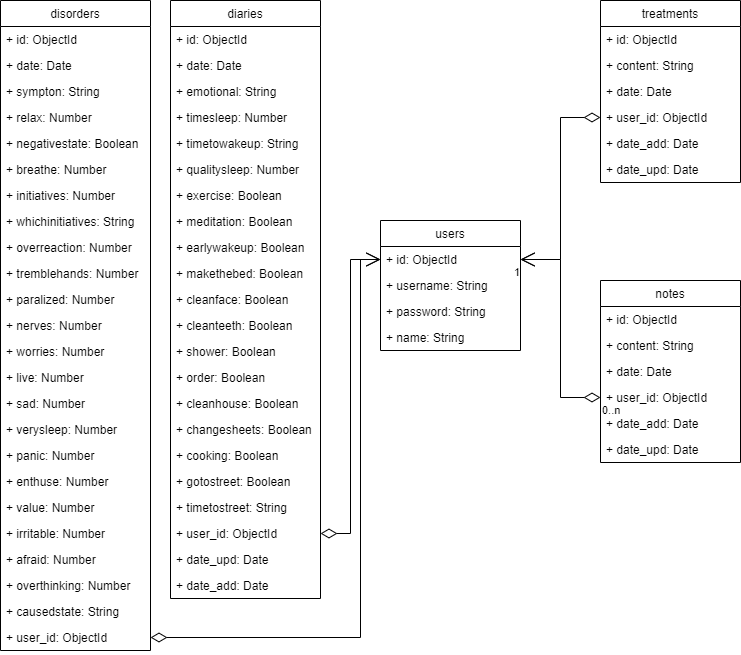 disorders
+ id: ObjectId
+ date: Date
+ sympton: String
+ relax: Number
+ negativestate: Boolean
+ breathe: Number
+ initiatives: Number
+ whichinitiatives: String
+ overreaction: Number
+ tremblehands: Number
+ paralized: Number
+ nerves: Number
+ worries: Number
+ live: Number
+ sad: Number
+ verysleep: Number
+ panic: Number
+ enthuse: Number
+ value: Number
+ irritable: Number
+ afraid: Number
+ overthinking: Number
+ causedstate: String
+ user_id: ObjectId
diaries
+ id: ObjectId
+ date: Date
+ emotional: String
+ timesleep: Number
+ timetowakeup: String
+ qualitysleep: Number
+ exercise: Boolean
+ meditation: Boolean
+ earlywakeup: Boolean
+ makethebed: Boolean
+ cleanface: Boolean
+ cleanteeth: Boolean
+ shower: Boolean
+ order: Boolean
+ cleanhouse: Boolean
+ changesheets: Boolean
+ cooking: Boolean
+ gotostreet: Boolean
+ timetostreet: String
+ user_id: ObjectId
+ date_upd: Date
+ date_add: Date
users
+ id: ObjectId
1
+ username: String
+ password: String
+ name: String
treatments
+ id: ObjectId
+ content: String
+ date: Date
+ user_id: ObjectId
+ date_add: Date
+ date_upd: Date
notes
+ id: ObjectId
+ content: String
+ date: Date
+ user_id: ObjectId
0..n
+ date_add: Date
+ date_upd: Date